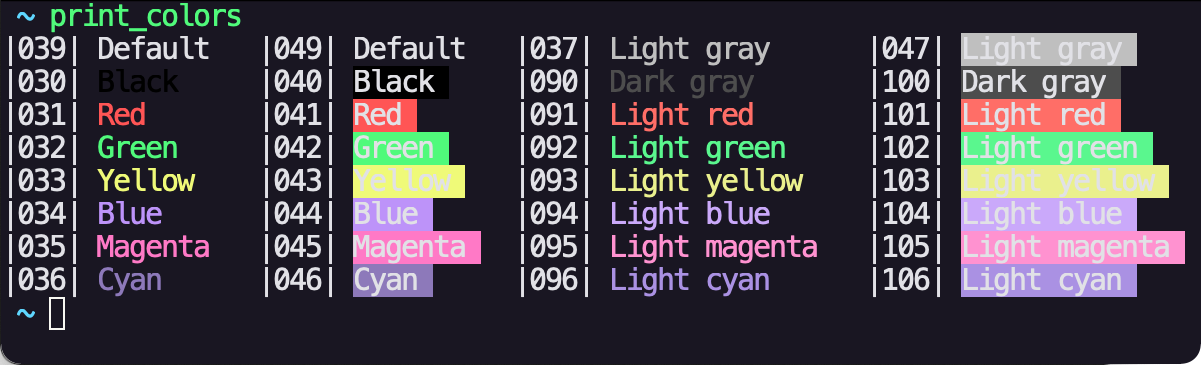 ~ print_colors
|039| Default |049| Default |037| Light gray |047| Light gray
|030| Black |040| Black |090| Dark gray |100| Dark gray
|031| Red |041| Red |091| Light red |101| Light red
|032| Green |042| Green |092| Light green |102| Light green
|033| Yellow |043| Yellow |093| Light yellow |103| Light yellow
|034| Blue |044| Blue |094| Light blue |104| Light blue
|035| Magenta |045| Magenta |095| Light magenta |105| Light magenta
|036| Cyan |046| Cyan |096| Light cyan |106| Light cyan
~